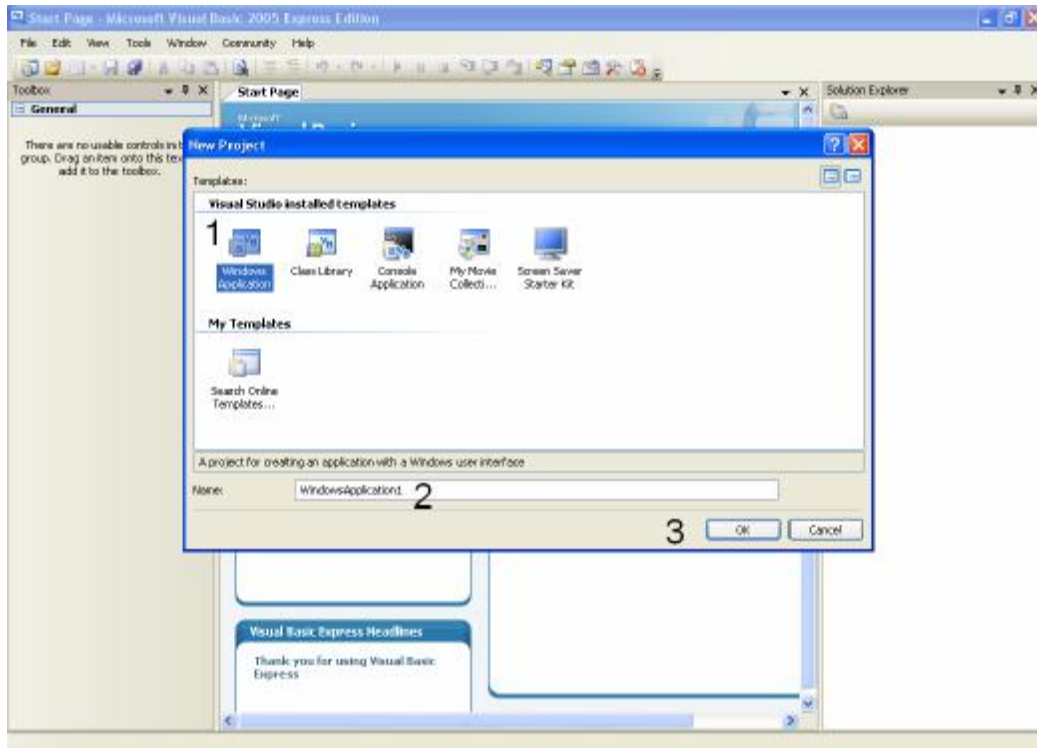 Start Page - Microsoft Visual Basic 2005 Express Edition
File Edit View Tools Window Community Help
Toolbox
Start Page
Solution Explorer
General
Microsoft
There are no usable controls in t
group. Drag an item onto this tex
add it to the toolbox.
New Project
Templates:
Visual Studio installed templates
1
Windows Application
Class Library
Console Application
My Movie Collecti...
Screen Saver Starter Kit
My Templates
Search Online Templates...
A project for creating an application with a Windows user interface
Name:
WindowsApplication1
2
3
OK
Cancel
Visual Basic Express Headlines
Thank you for using Visual Basic
Express